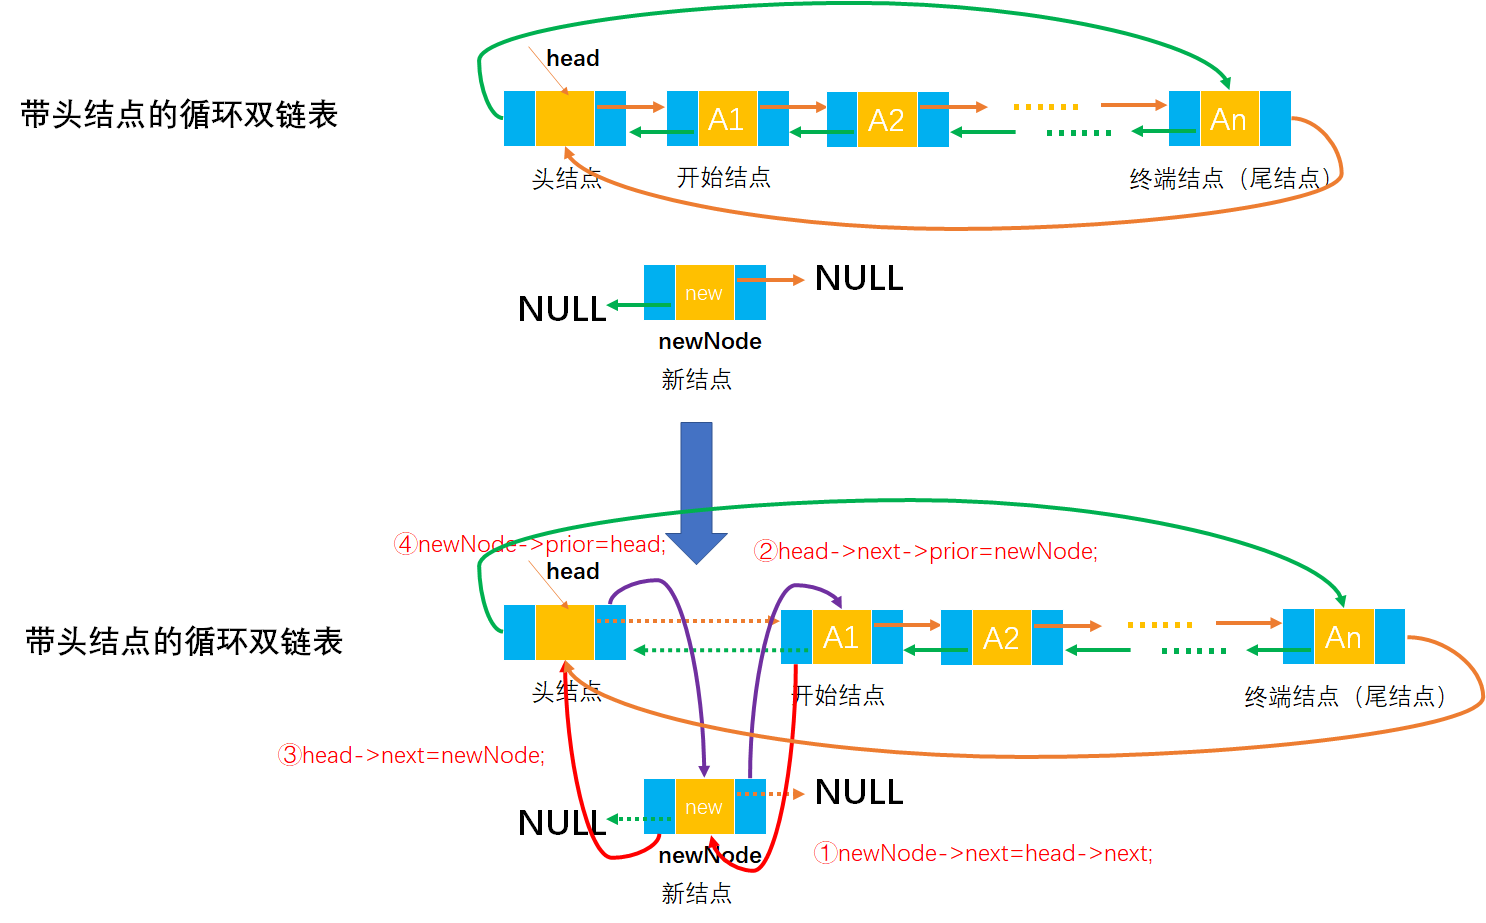 head
带头结点的循环双链表
A1 A2 An
头结点 开始结点 终端结点（尾结点）
NULL new NULL
newNode
新结点
④newNode->prior=head; ②head->next->prior=newNode;
head
带头结点的循环双链表
A1 A2 An
头结点 开始结点 终端结点（尾结点）
③head->next=newNode;
NULL new NULL
newNode ①newNode->next=head->next;
新结点